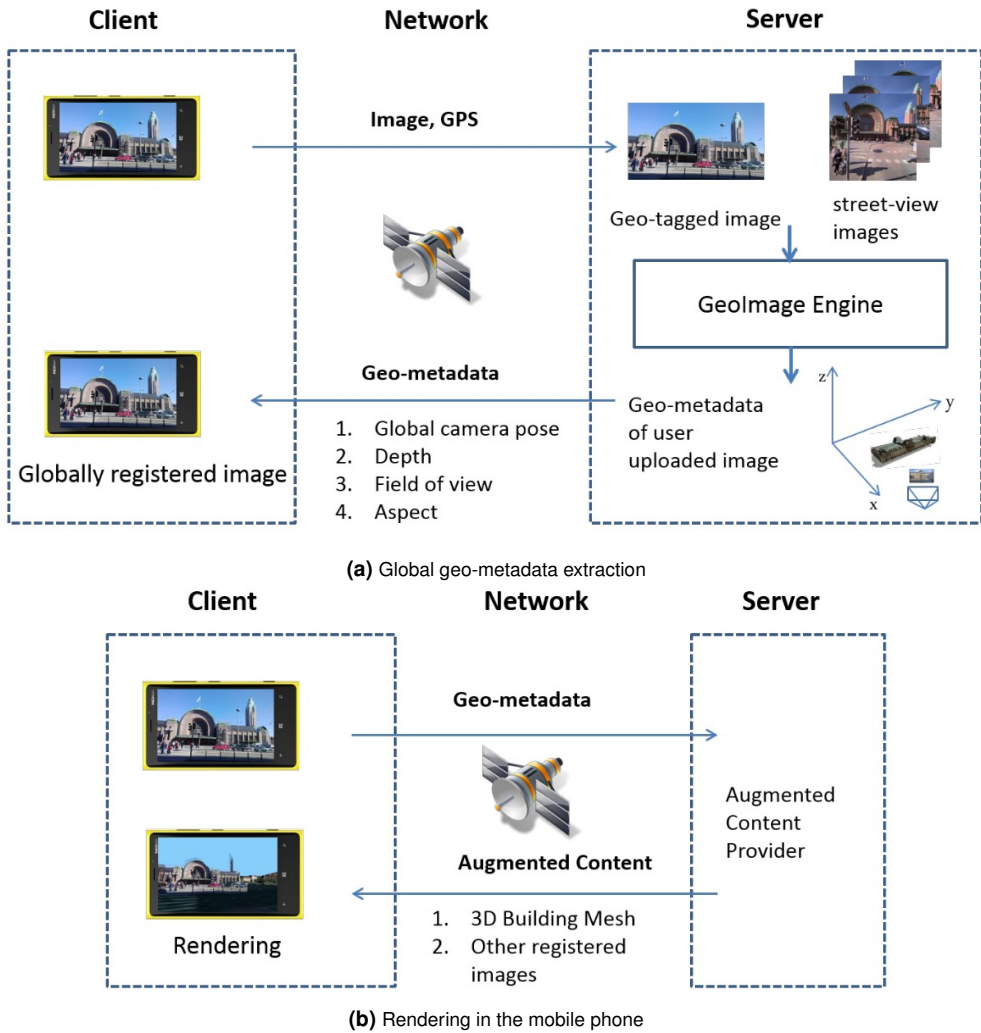 Client
Network
Server
Image, GPS
Geo-tagged image
street-view
images
GeoImage Engine
Geo-metadata
1. Global camera pose
2. Depth
3. Field of view
4. Aspect
Globally registered image
Geo-metadata
of user
uploaded image
z
y
x
(a) Global geo-metadata extraction
Client
Network
Server
Geo-metadata
Augmented
Content
Provider
Augmented Content
1. 3D Building Mesh
2. Other registered
images
Rendering
(b) Rendering in the mobile phone